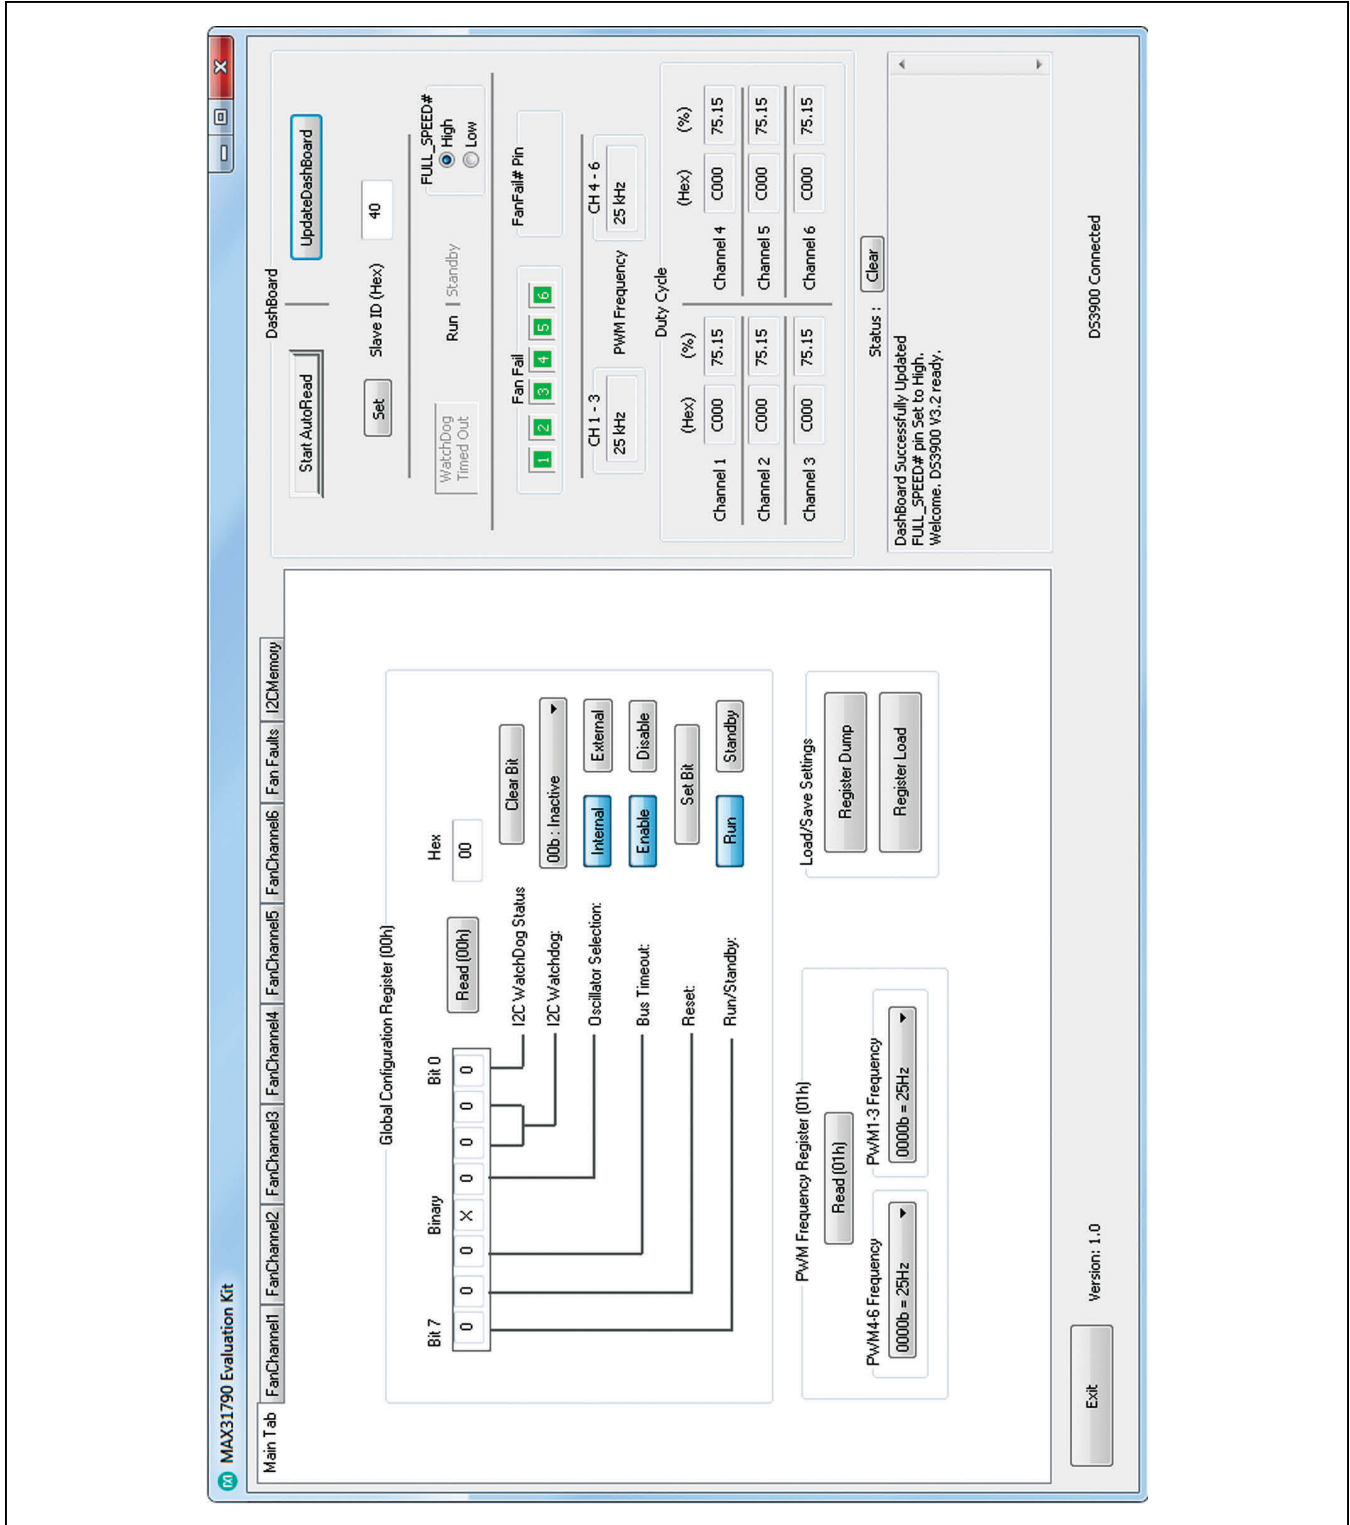 MAX31790 Evaluation Kit
Main Tab FanChannel1 FanChannel2 FanChannel3 FanChannel4 FanChannel5 FanChannel6 Fan Faults I2CMemory
Global Configuration Register (00h)
Bit 7 Binary Bit 0 Hex
0 0 0 X 0 0 0 0 Read (00h) 00
I2C WatchDog Status Clear Bit
I2C Watchdog: 00b : Inactive
Oscillator Selection: Internal External
Bus Timeout: Enable Disable
Reset: Set Bit
Run/Standby: Run Standby
PWM Frequency Register (01h)
Read (01h)
PWM4-6 Frequency PWM1-3 Frequency
0000b = 25Hz 0000b = 25Hz
Load/Save Settings
Register Dump
Register Load
DashBoard
Start AutoRead UpdateDashBoard
Set Slave ID (Hex) 40
WatchDog
Timed Out
Run Standby
FULL_SPEED#
High
Low
Fan Fail
1 2 3 4 5 6
FanFail# Pin
CH 1 - 3 CH 4 - 6
25 kHz PWM Frequency 25 kHz
Duty Cycle
(Hex) (%) (Hex) (%)
Channel 1 C000 75.15 Channel 4 C000 75.15
Channel 2 C000 75.15 Channel 5 C000 75.15
Channel 3 C000 75.15 Channel 6 C000 75.15
Status : Clear
DashBoard Successfully Updated
FULL_SPEED# pin Set to High.
Welcome. DS3900 V3.2 ready.
Exit Version: 1.0 DS3900 Connected